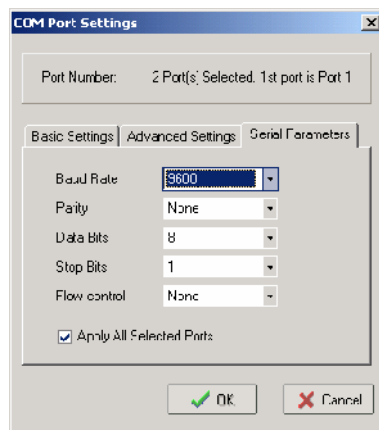 COM Port Settings
Port Number: 2 Port(s) Selected. 1st port is Port 1
Basic Settings Advanced Settings Serial Parameters
Baud Rate 9600
Parity None
Data Bits 8
Stop Bits 1
Flow control None
Apply All Selected Ports
OK Cancel